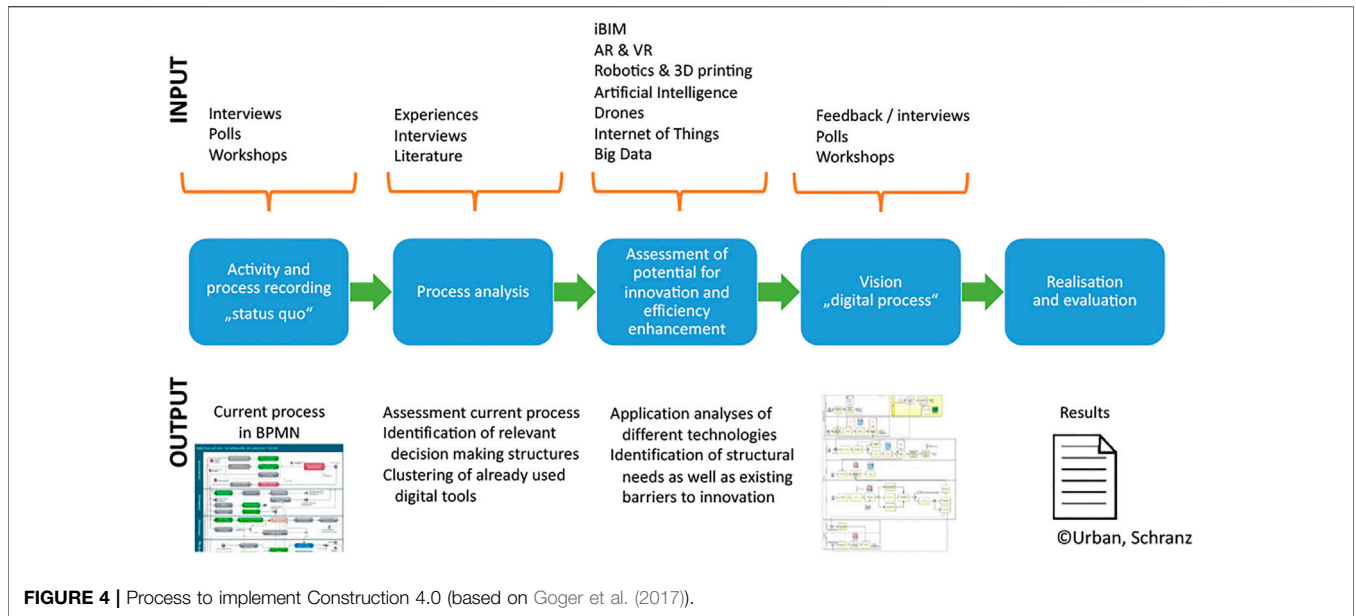 INPUT
Interviews
Polls
Workshops
Experiences
Interviews
Literature
iBIM
AR & VR
Robotics & 3D printing
Artificial Intelligence
Drones
Internet of Things
Big Data
Feedback / interviews
Polls
Workshops
Activity and
process recording
„status quo“
Process analysis
Assessment of
potential for
innovation and
efficiency
enhancement
Vision
„digital process“
Realisation
and evaluation
OUTPUT
Current process
in BPMN
Assessment current process
Identification of relevant
decision making structures
Clustering of already used
digital tools
Application analyses of
different technologies
Identification of structural
needs as well as existing
barriers to innovation
Results
©Urban, Schranz
FIGURE 4 | Process to implement Construction 4.0 (based on Goger et al. (2017)).